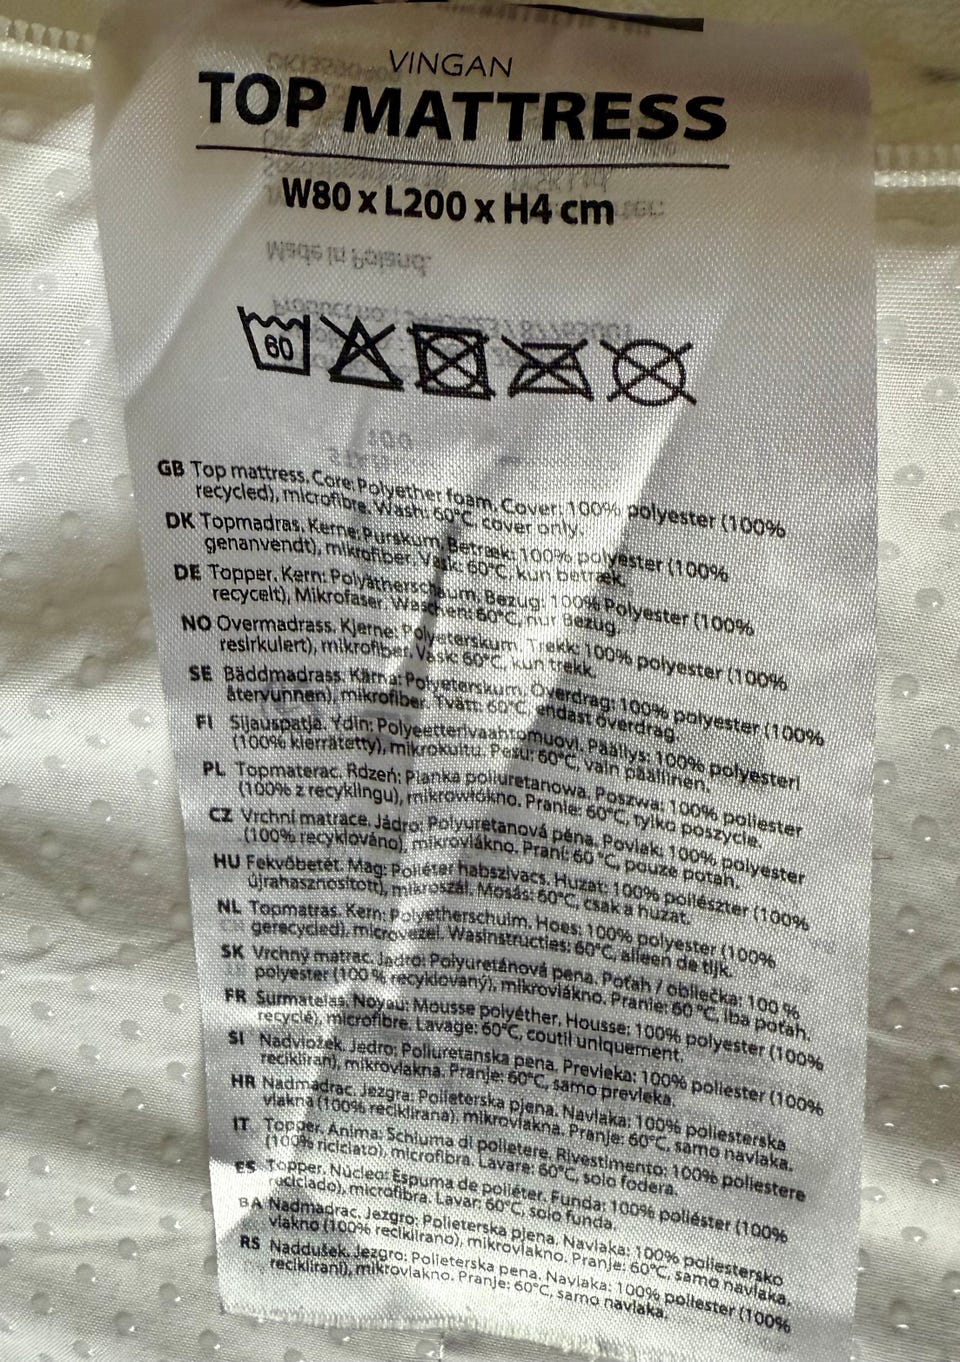 VINGAN
TOP MATTRESS
W80 x L200 x H4 cm
Made in Poland.
60
100
GB Top mattress. Core: Polyether foam. Cover: 100% polyester (100%
recycled), microfibre. Wash: 60°C, cover only.
DK Topmadras. Kerne: Purskum. Betræk: 100% polyester (100%
genanvendt), mikrofiber. Vask: 60°C, kun betræk.
DE Topper. Kern: Polyätherschaum. Bezug: 100% Polyester (100%
recycelt), Mikrofaser. Waschen: 60°C, nur Bezug.
NO Overmadrass. Kjerne: Polyeterskum. Trekk: 100% polyester (100%
resirkulert), mikrofiber. Vask: 60°C, kun trekk.
SE Bäddmadrass. Kärna: Polyeterskum. Överdrag: 100% polyester (100%
återvunnen), mikrofiber. Tvätt: 60°C, endast överdrag.
FI Sijauspatja. Ydin: Polyeetterivaahtomuovi. Päällys: 100% polyesteri
(100% kierrätetty), mikrokuitu. Pesu: 60°C, vain päällinen.
PL Topmaterac. Rdzeń: Pianka poliuretanowa. Poszwa: 100% poliester
(100% z recyklingu), mikrowłókno. Pranie: 60°C, tylko poszycie.
CZ Vrchní matrace. Jádro: Polyuretanová pěna. Povlak: 100% polyester
(100% recyklováno), mikrovlákno. Praní: 60 °C, pouze potah.
HU Fekvőbetét. Mag: Poliéter habszivacs. Huzat: 100% poliészter (100%
újrahasznosított), mikroszál. Mosás: 60°C, csak a huzat.
NL Topmatras. Kern: Polyetherschuim. Hoes: 100% polyester (100%
gerecycled), microvezel. Wasinstructies: 60°C, alleen de tijk.
SK Vrchný matrac. Jadro: Polyuretánová pena. Poťah / obliečka: 100 %
polyester (100 % recyklovaný), mikrovlákno. Pranie: 60 °C, iba poťah.
FR Surmatelas. Noyau: Mousse polyéther. Housse: 100% polyester (100%
recyclé), microfibre. Lavage: 60°C, coutil uniquement.
SI Nadvložek. Jedro: Poliuretanska pena. Prevleka: 100% poliester (100%
recikliran), mikrovlakna. Pranje: 60°C, samo prevleka.
HR Nadmadrac. Jezgra: Polieterska pjena. Navlaka: 100% poliesterska
vlakna (100% reciklirana), mikrovlakna. Pranje: 60°C, samo navlaka.
IT Topper. Anima: Schiuma di polietere. Rivestimento: 100% poliestere
(100% riciclato), microfibra. Lavare: 60°C, solo fodera.
ES Topper. Núcleo: Espuma de poliéter. Funda: 100% poliéster (100%
reciclado), microfibra. Lavar: 60°C, solo funda.
BA Nadmadrac. Jezgro: Polieterska pjena. Navlaka: 100% poliestersko
vlakno (100% reciklirano), mikrovlakno. Pranje: 60°C, samo navlaka.
RS Naddušek. Jezgro: Polieterska pena. Navlaka: 100% poliester (100%
reciklirani), mikrovlakno. Pranje: 60°C, samo navlaka.